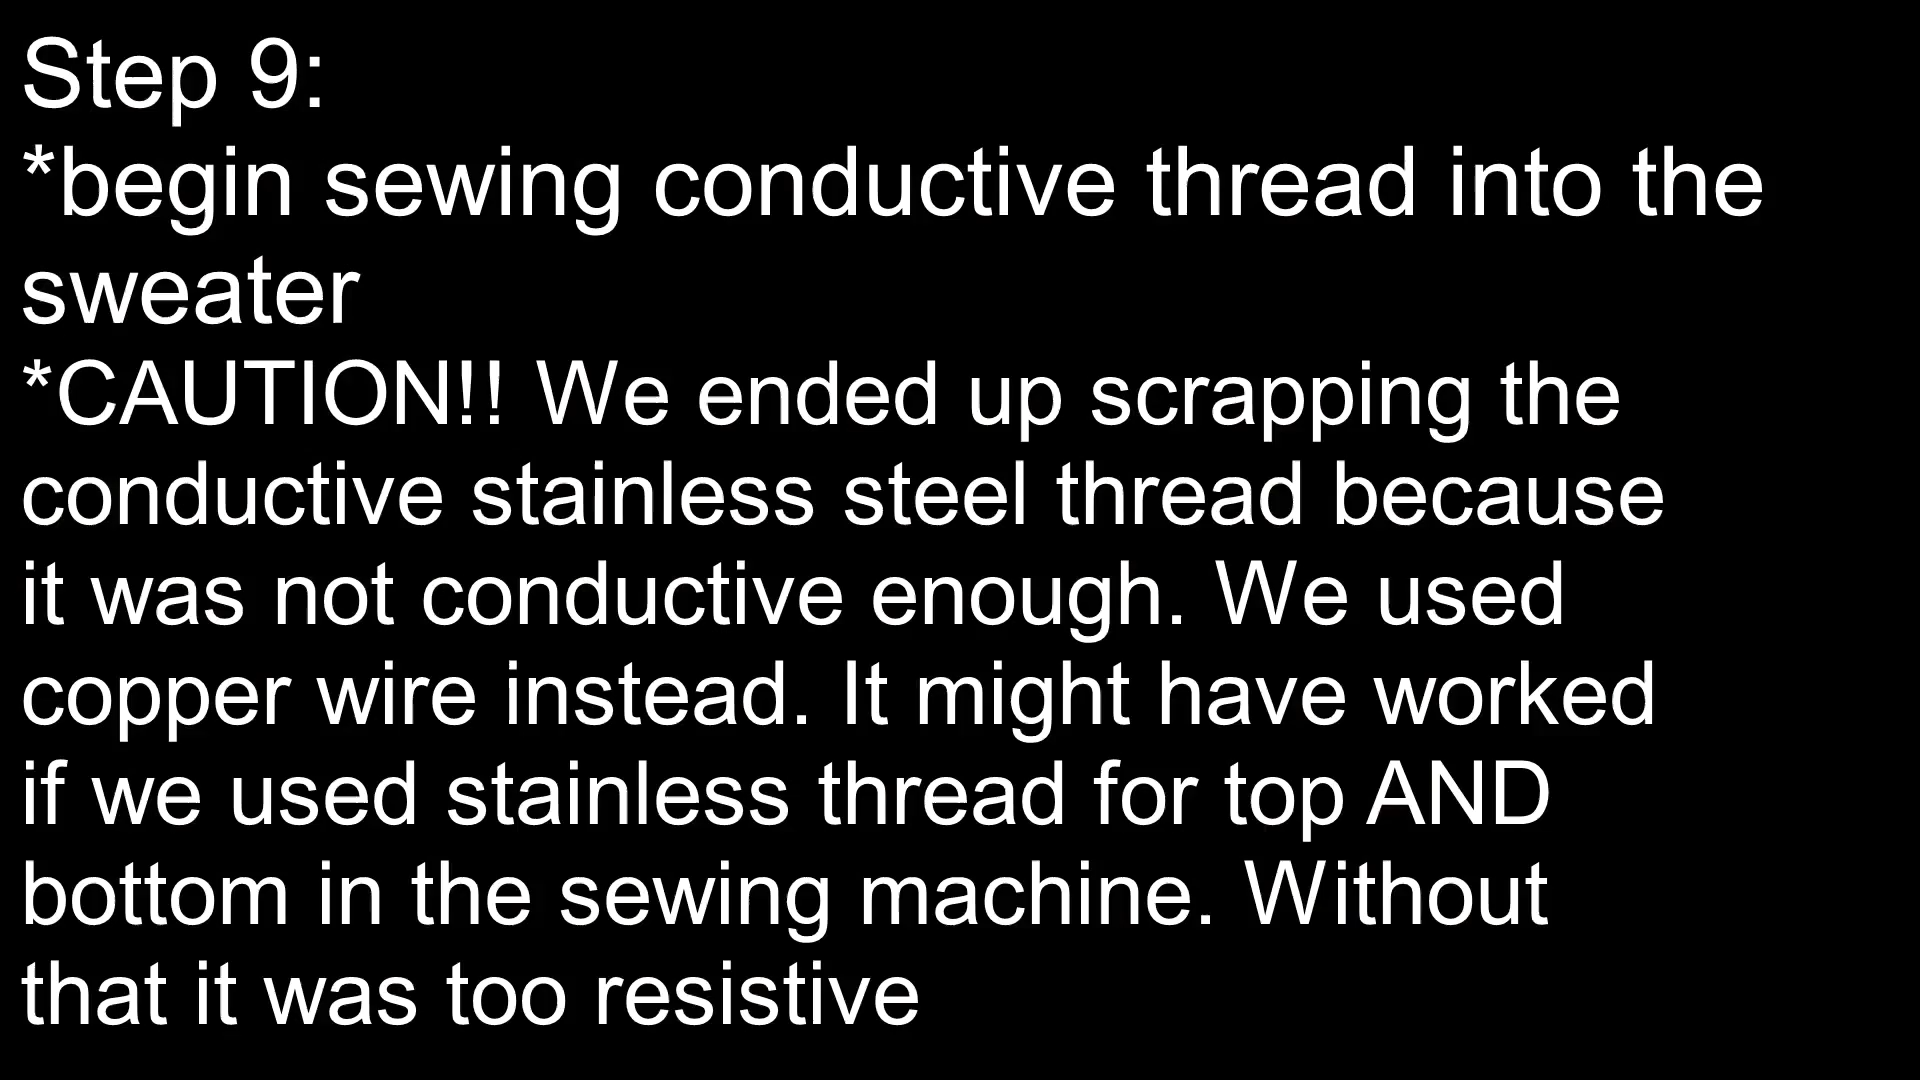 Step 9:
*begin sewing conductive thread into the
sweater
*CAUTION!! We ended up scrapping the
conductive stainless steel thread because
it was not conductive enough. We used
copper wire instead. It might have worked
if we used stainless thread for top AND
bottom in the sewing machine. Without
that it was too resistive